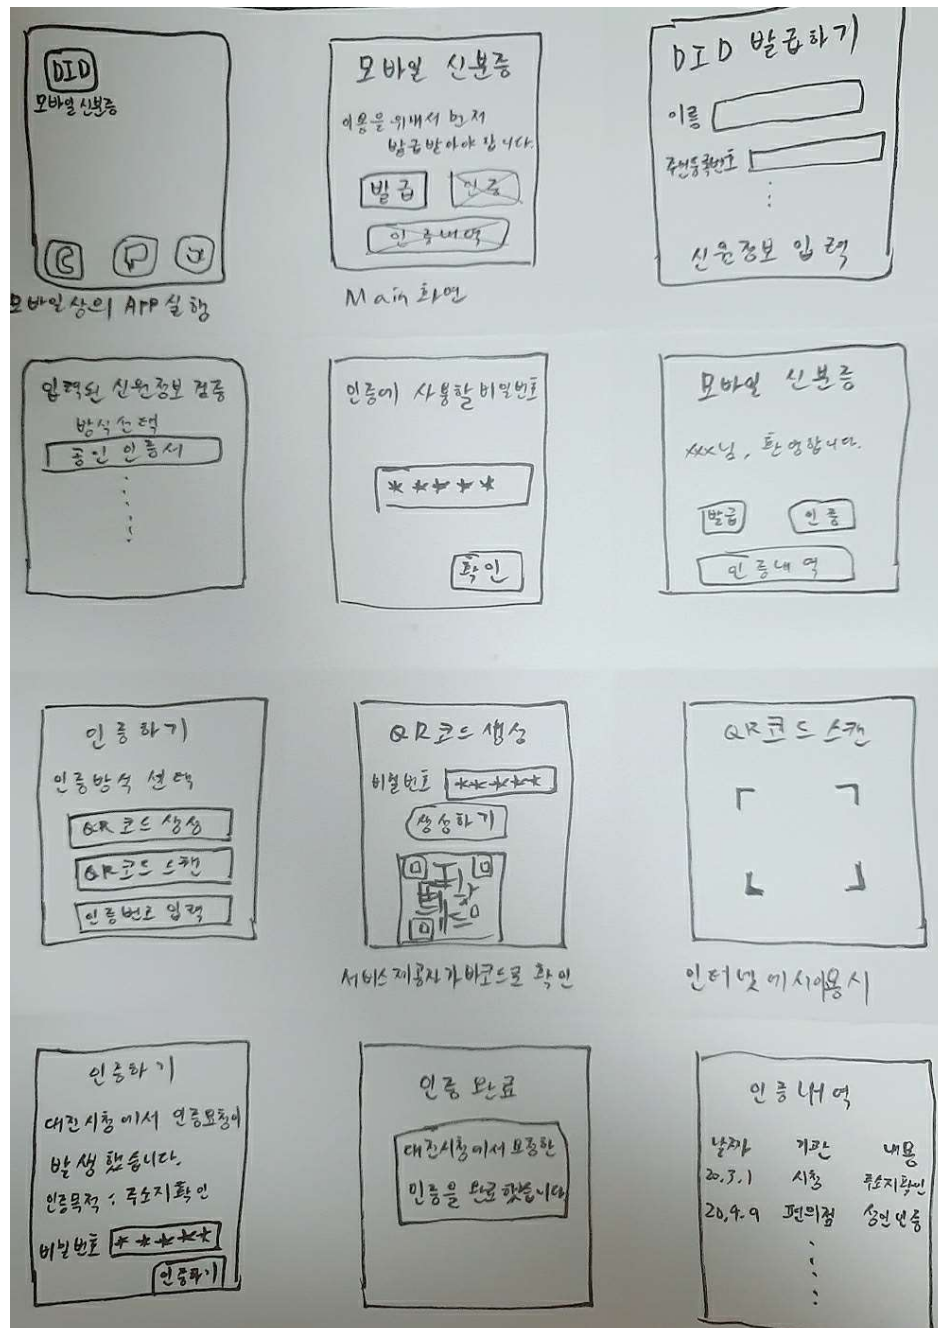 DID
모바일 신분증
모바일상의 APP 실행
모바일 신분증
이용을 위해서 먼저
발급받아야 합니다.
발급
인증
인증내역
Main 화면
DID 발급하기
이름
주민등록번호
신원정보 입력
입력된 신원정보 검증
방식선택
공인 인증서
인증에 사용할 비밀번호
*****
확인
모바일 신분증
xxx님, 환영합니다.
발급
인증
인증내역
인증하기
인증방식 선택
QR코드 생성
QR코드 스캔
인증번호 입력
QR코드 생성
비밀번호 *****
생성하기
서비스제공자가 바코드로 확인
QR코드 스캔
인터넷에서 이용시
인증하기
대전시청에서 인증요청이
발생했습니다.
인증목적 : 주소지확인
비밀번호 *****
인증하기
인증 완료
대전시청에서 요청한
인증을 완료했습니다
인증내역
날짜 기관 내용
20.3.1 시청 주소지확인
20.4.9 편의점 성인인증